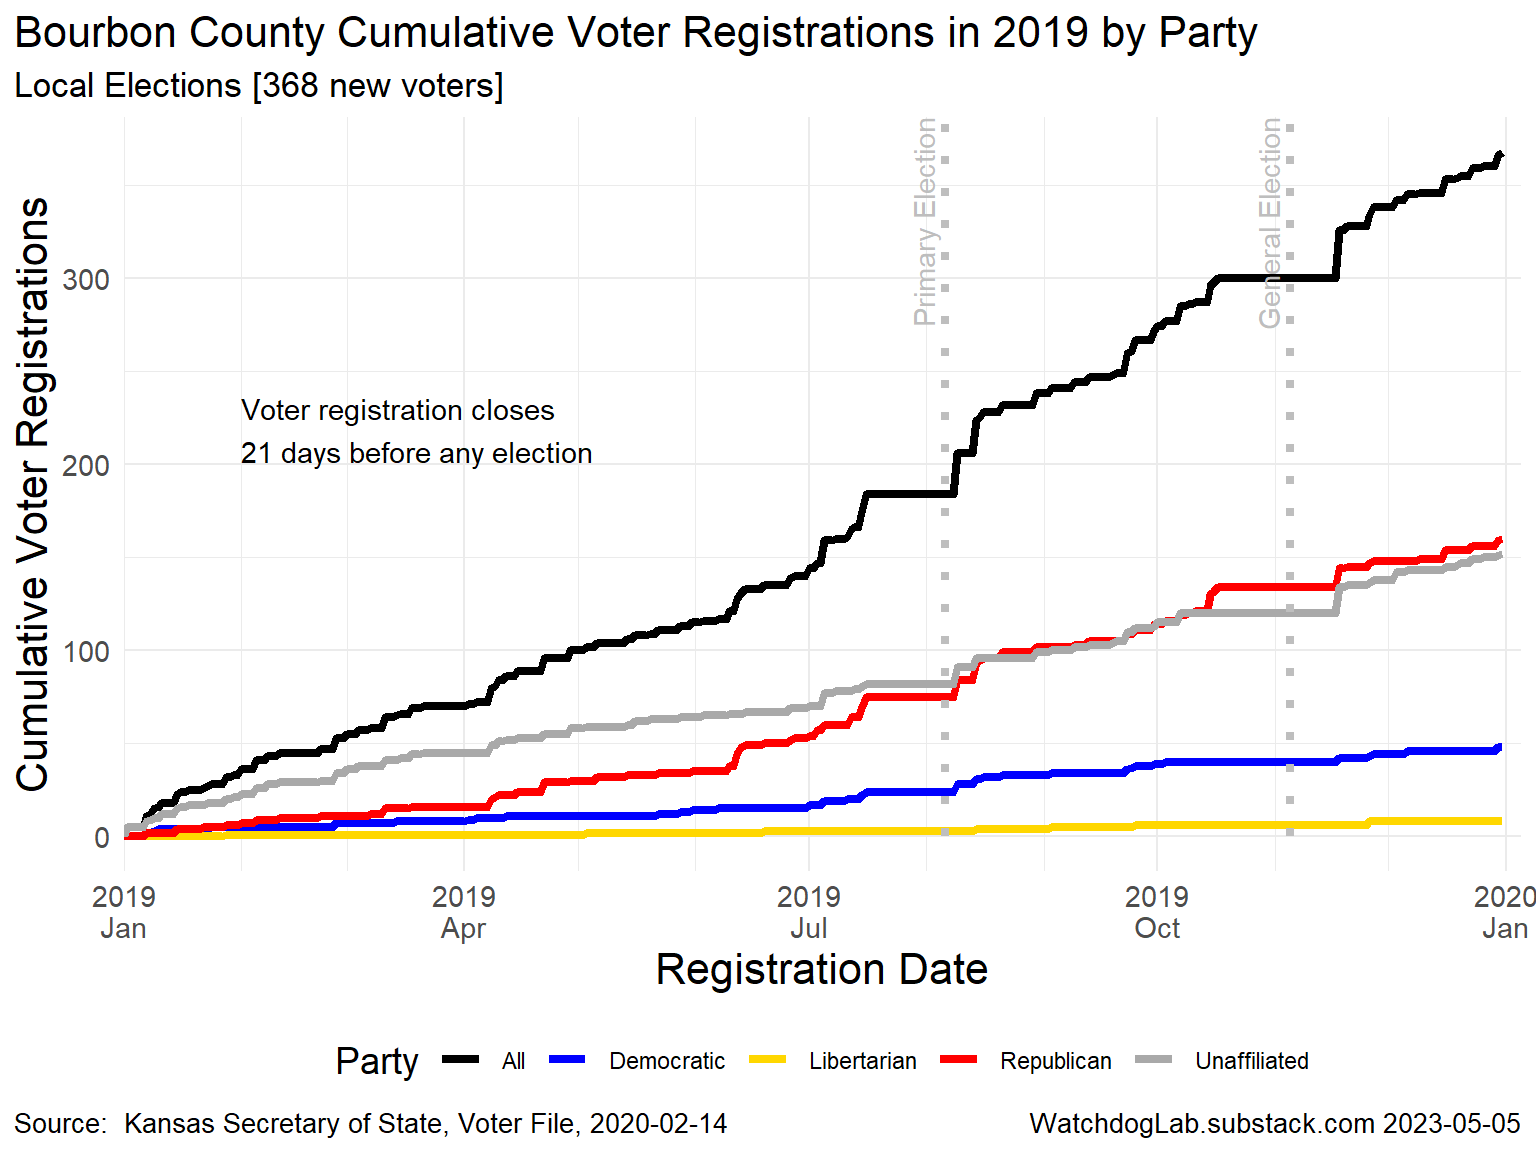 Bourbon County Cumulative Voter Registrations in 2019 by Party
Local Elections [368 new voters]
Cumulative Voter Registrations
300
200
100
0
Primary Election
General Election
Voter registration closes
21 days before any election
2019
Jan
2019
Apr
2019
Jul
2019
Oct
2020
Jan
Registration Date
Party All Democratic Libertarian Republican Unaffiliated
Source:  Kansas Secretary of State, Voter File, 2020-02-14
WatchdogLab.substack.com 2023-05-05